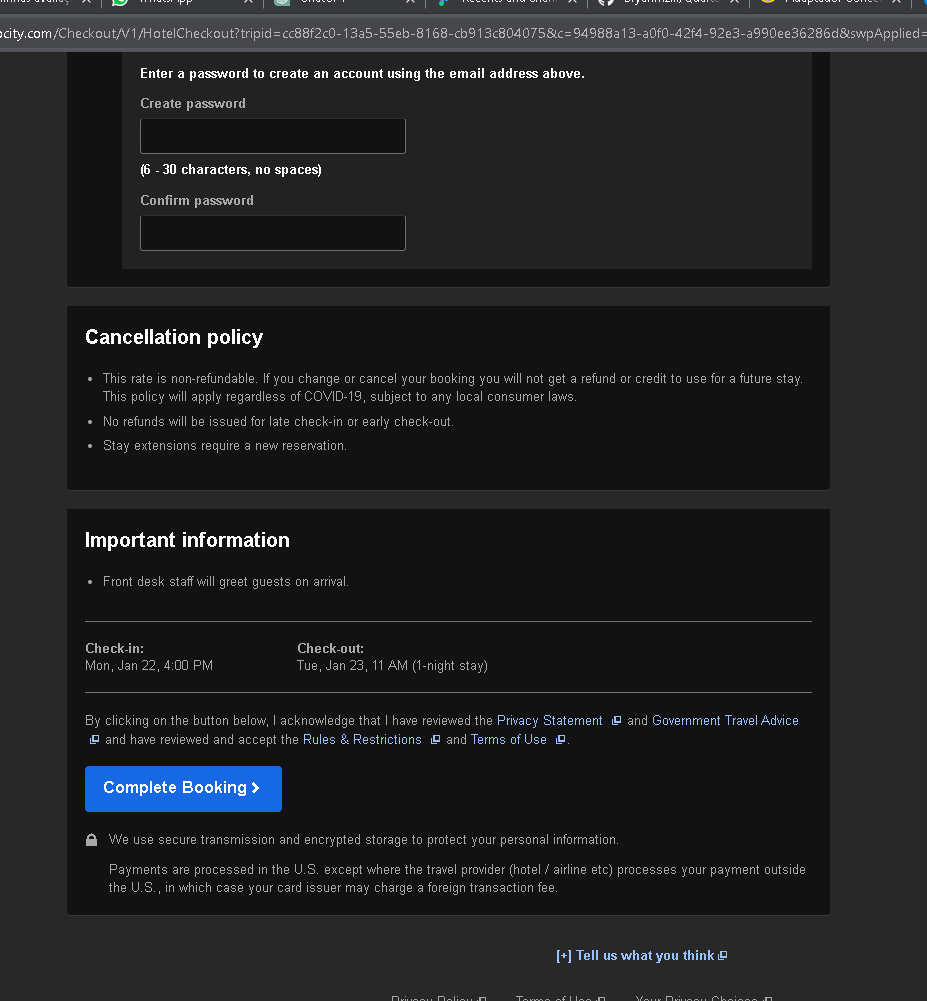 WhatsApp
ocity.com/Checkout/V1/HotelCheckout?tripid=cc88f2c0-13a5-55eb-8168-cb913c804075&c=94988a13-a0f0-42f4-92e3-a990ee36286d&swpApplied=
Enter a password to create an account using the email address above.
Create password
(6 - 30 characters, no spaces)
Confirm password
Cancellation policy
• This rate is non-refundable. If you change or cancel your booking you will not get a refund or credit to use for a future stay.
This policy will apply regardless of COVID-19, subject to any local consumer laws.
• No refunds will be issued for late check-in or early check-out.
• Stay extensions require a new reservation.
Important information
• Front desk staff will greet guests on arrival.
Check-in: Check-out:
Mon, Jan 22, 4:00 PM Tue, Jan 23, 11 AM (1-night stay)
By clicking on the button below, I acknowledge that I have reviewed the Privacy Statement and Government Travel Advice
and have reviewed and accept the Rules & Restrictions and Terms of Use .
Complete Booking
We use secure transmission and encrypted storage to protect your personal information.
Payments are processed in the U.S. except where the travel provider (hotel / airline etc) processes your payment outside
the U.S., in which case your card issuer may charge a foreign transaction fee.
[+] Tell us what you think
Privacy Policy Terms of Use Your Privacy Choices